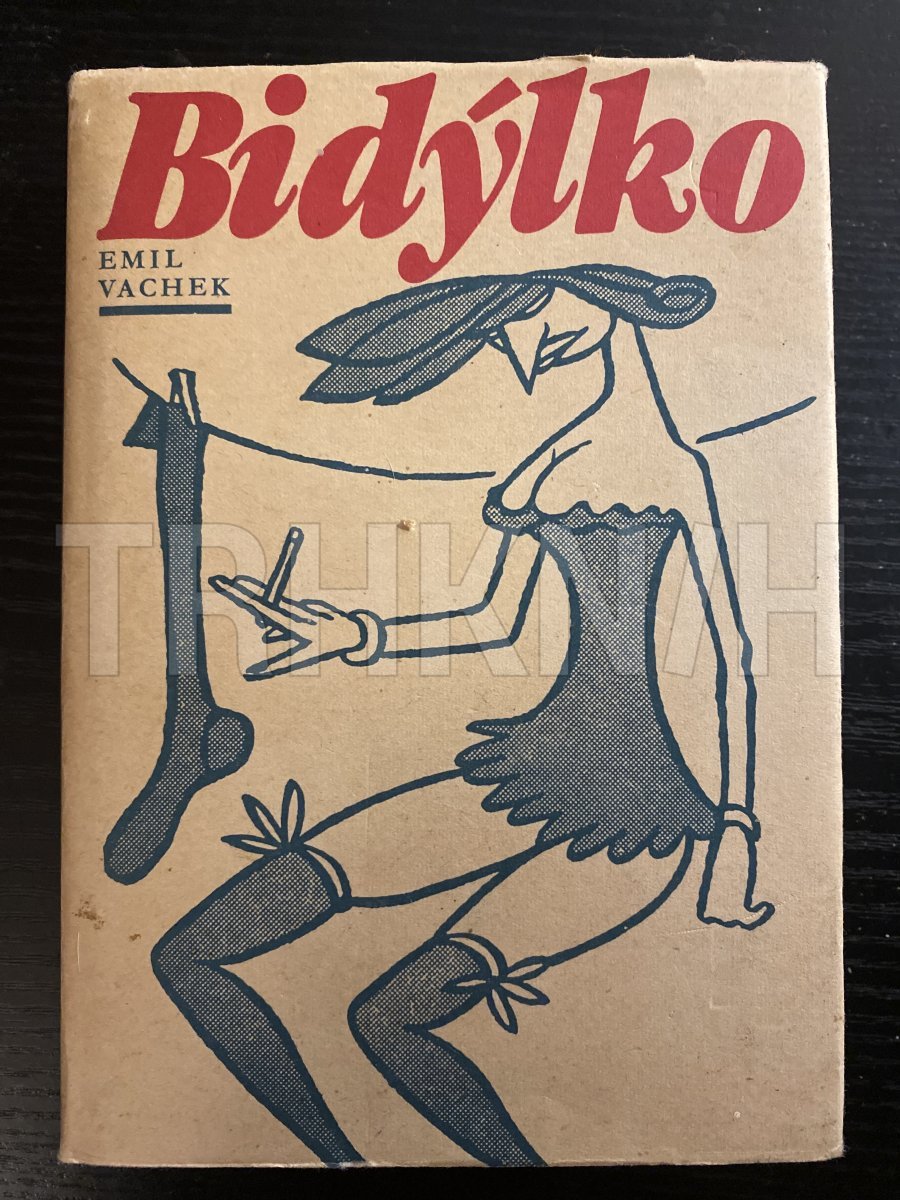 Bidýlko
EMIL
VACHEK
TRHKNIH